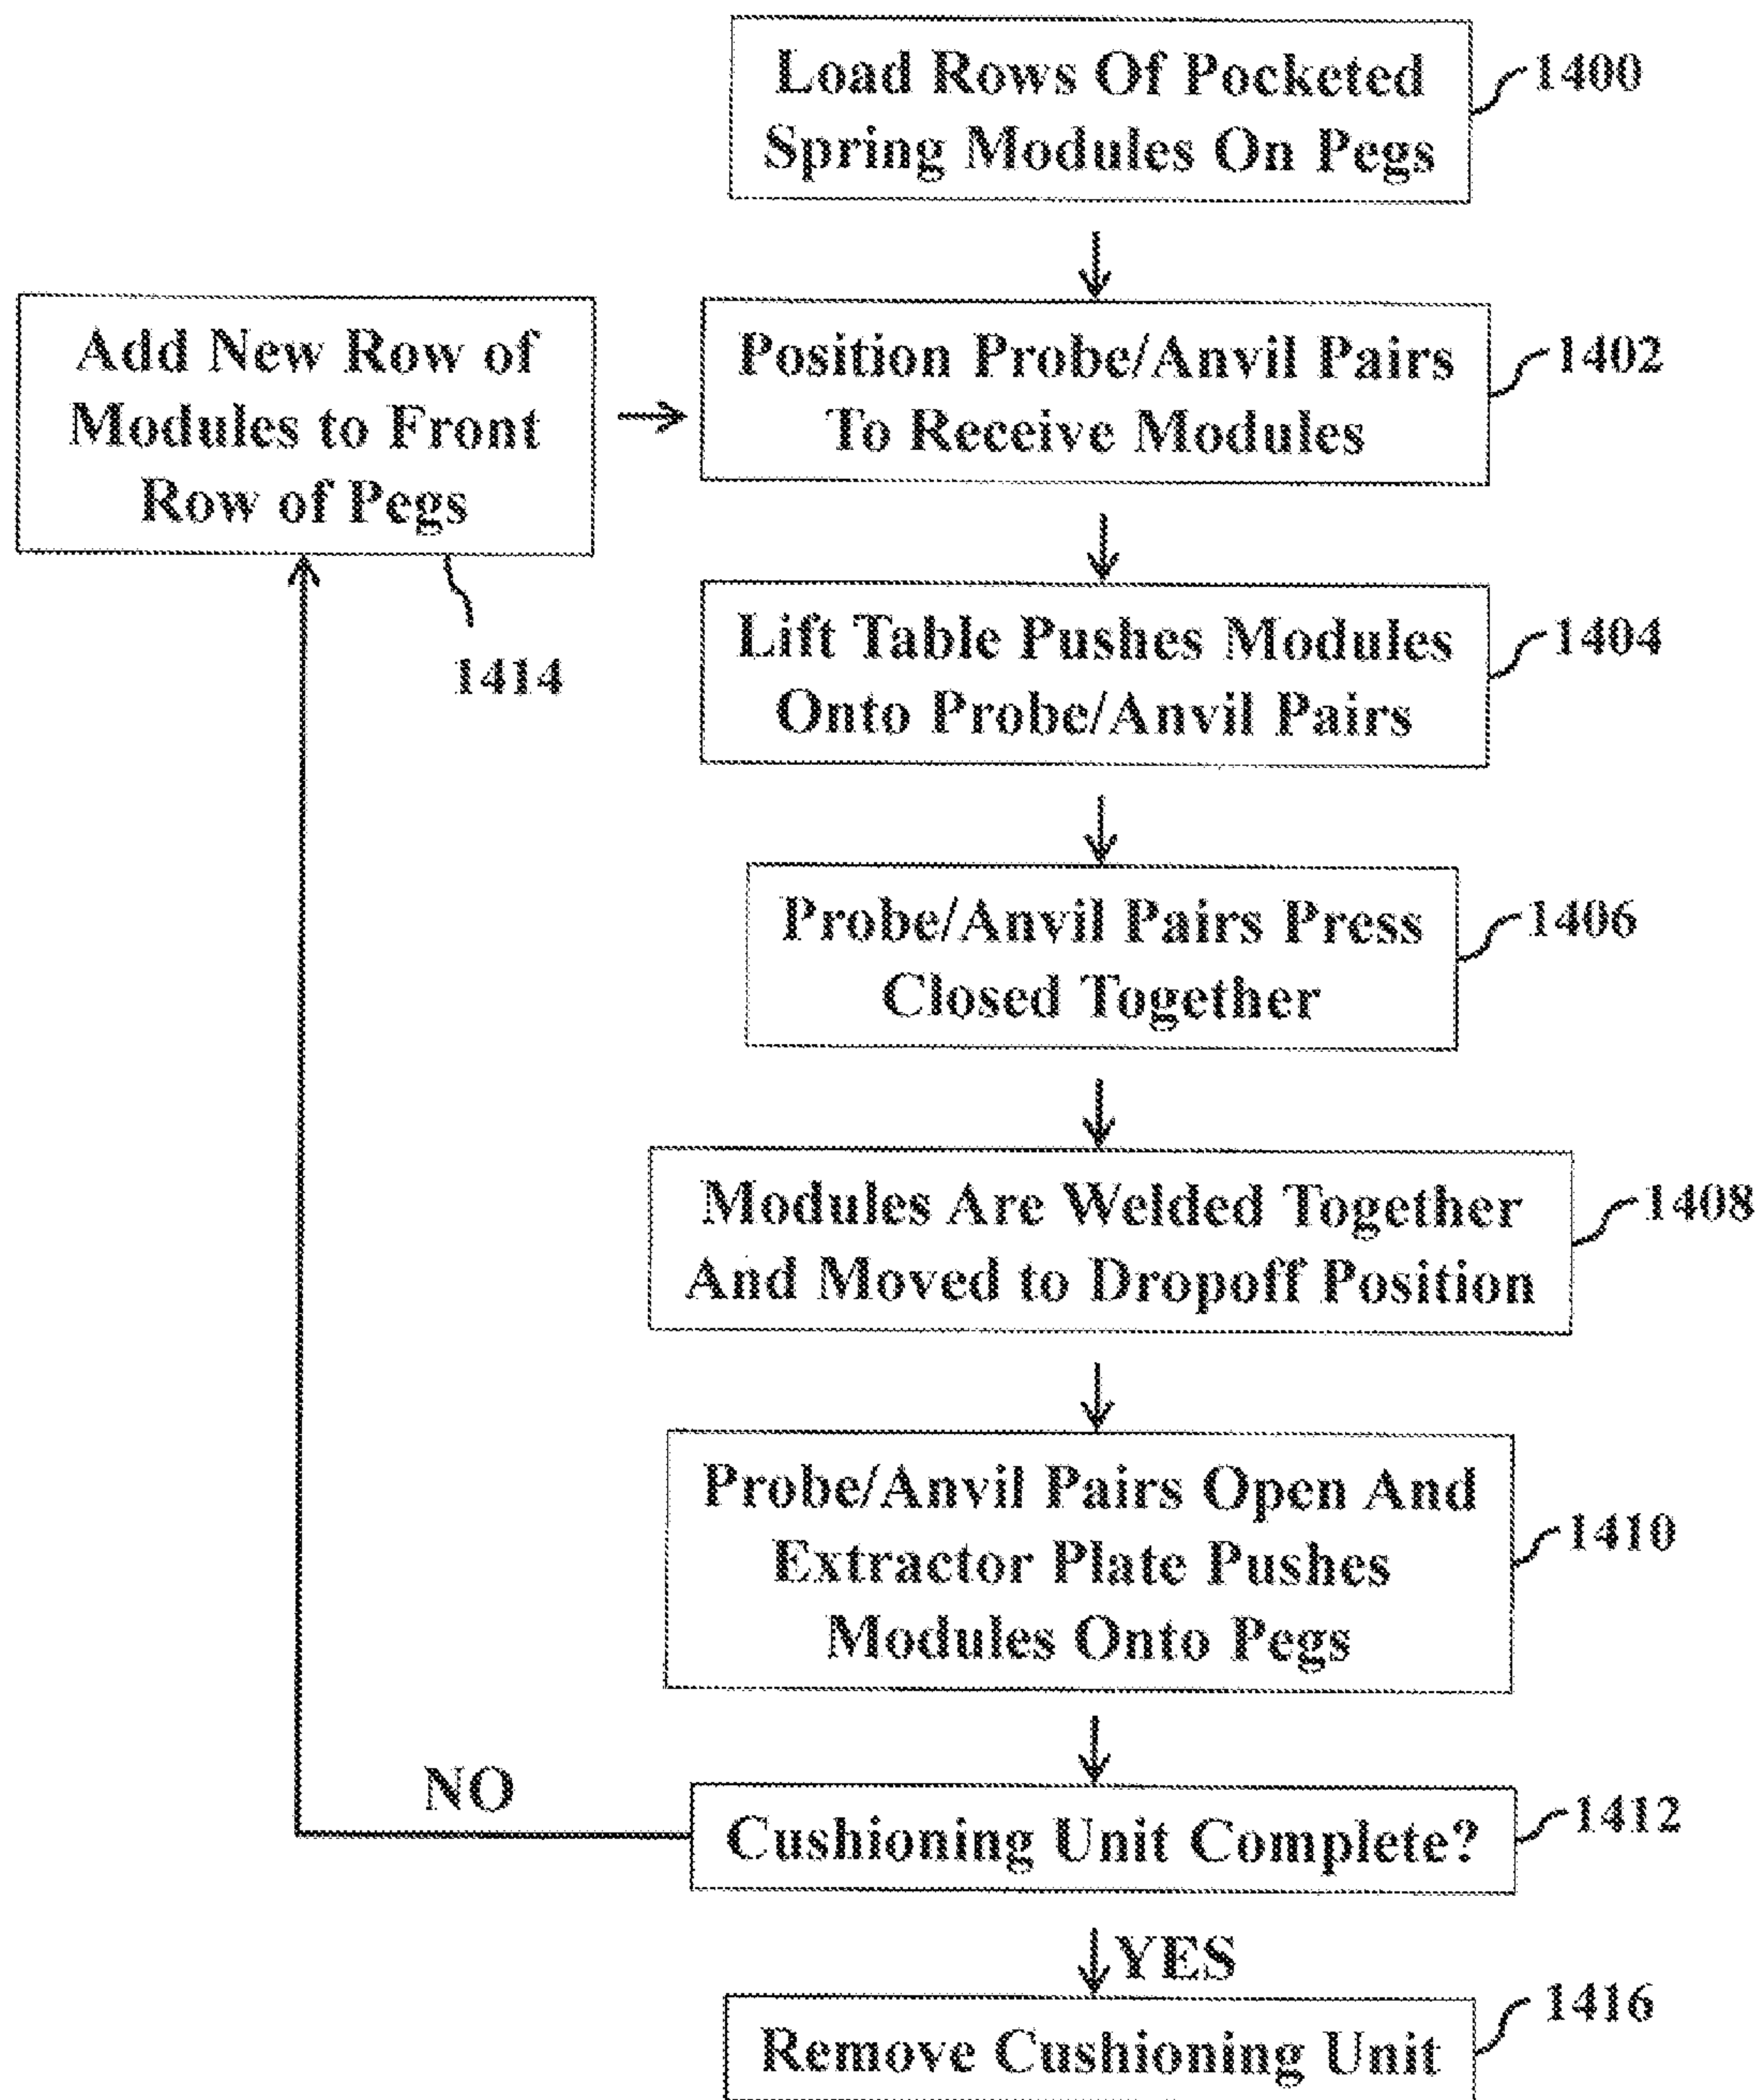 Load Rows Of Pocketed
Spring Modules On Pegs
1400
Add New Row of
Modules to Front
Row of Pegs
1414
Position Probe/Anvil Pairs
To Receive Modules
1402
Lift Table Pushes Modules
Onto Probe/Anvil Pairs
1404
Probe/Anvil Pairs Press
Closed Together
1406
Modules Are Welded Together
And Moved to Dropoff Position
1408
Probe/Anvil Pairs Open And
Extractor Plate Pushes
Modules Onto Pegs
1410
Cushioning Unit Complete?
1412
NO
YES
Remove Cushioning Unit
1416